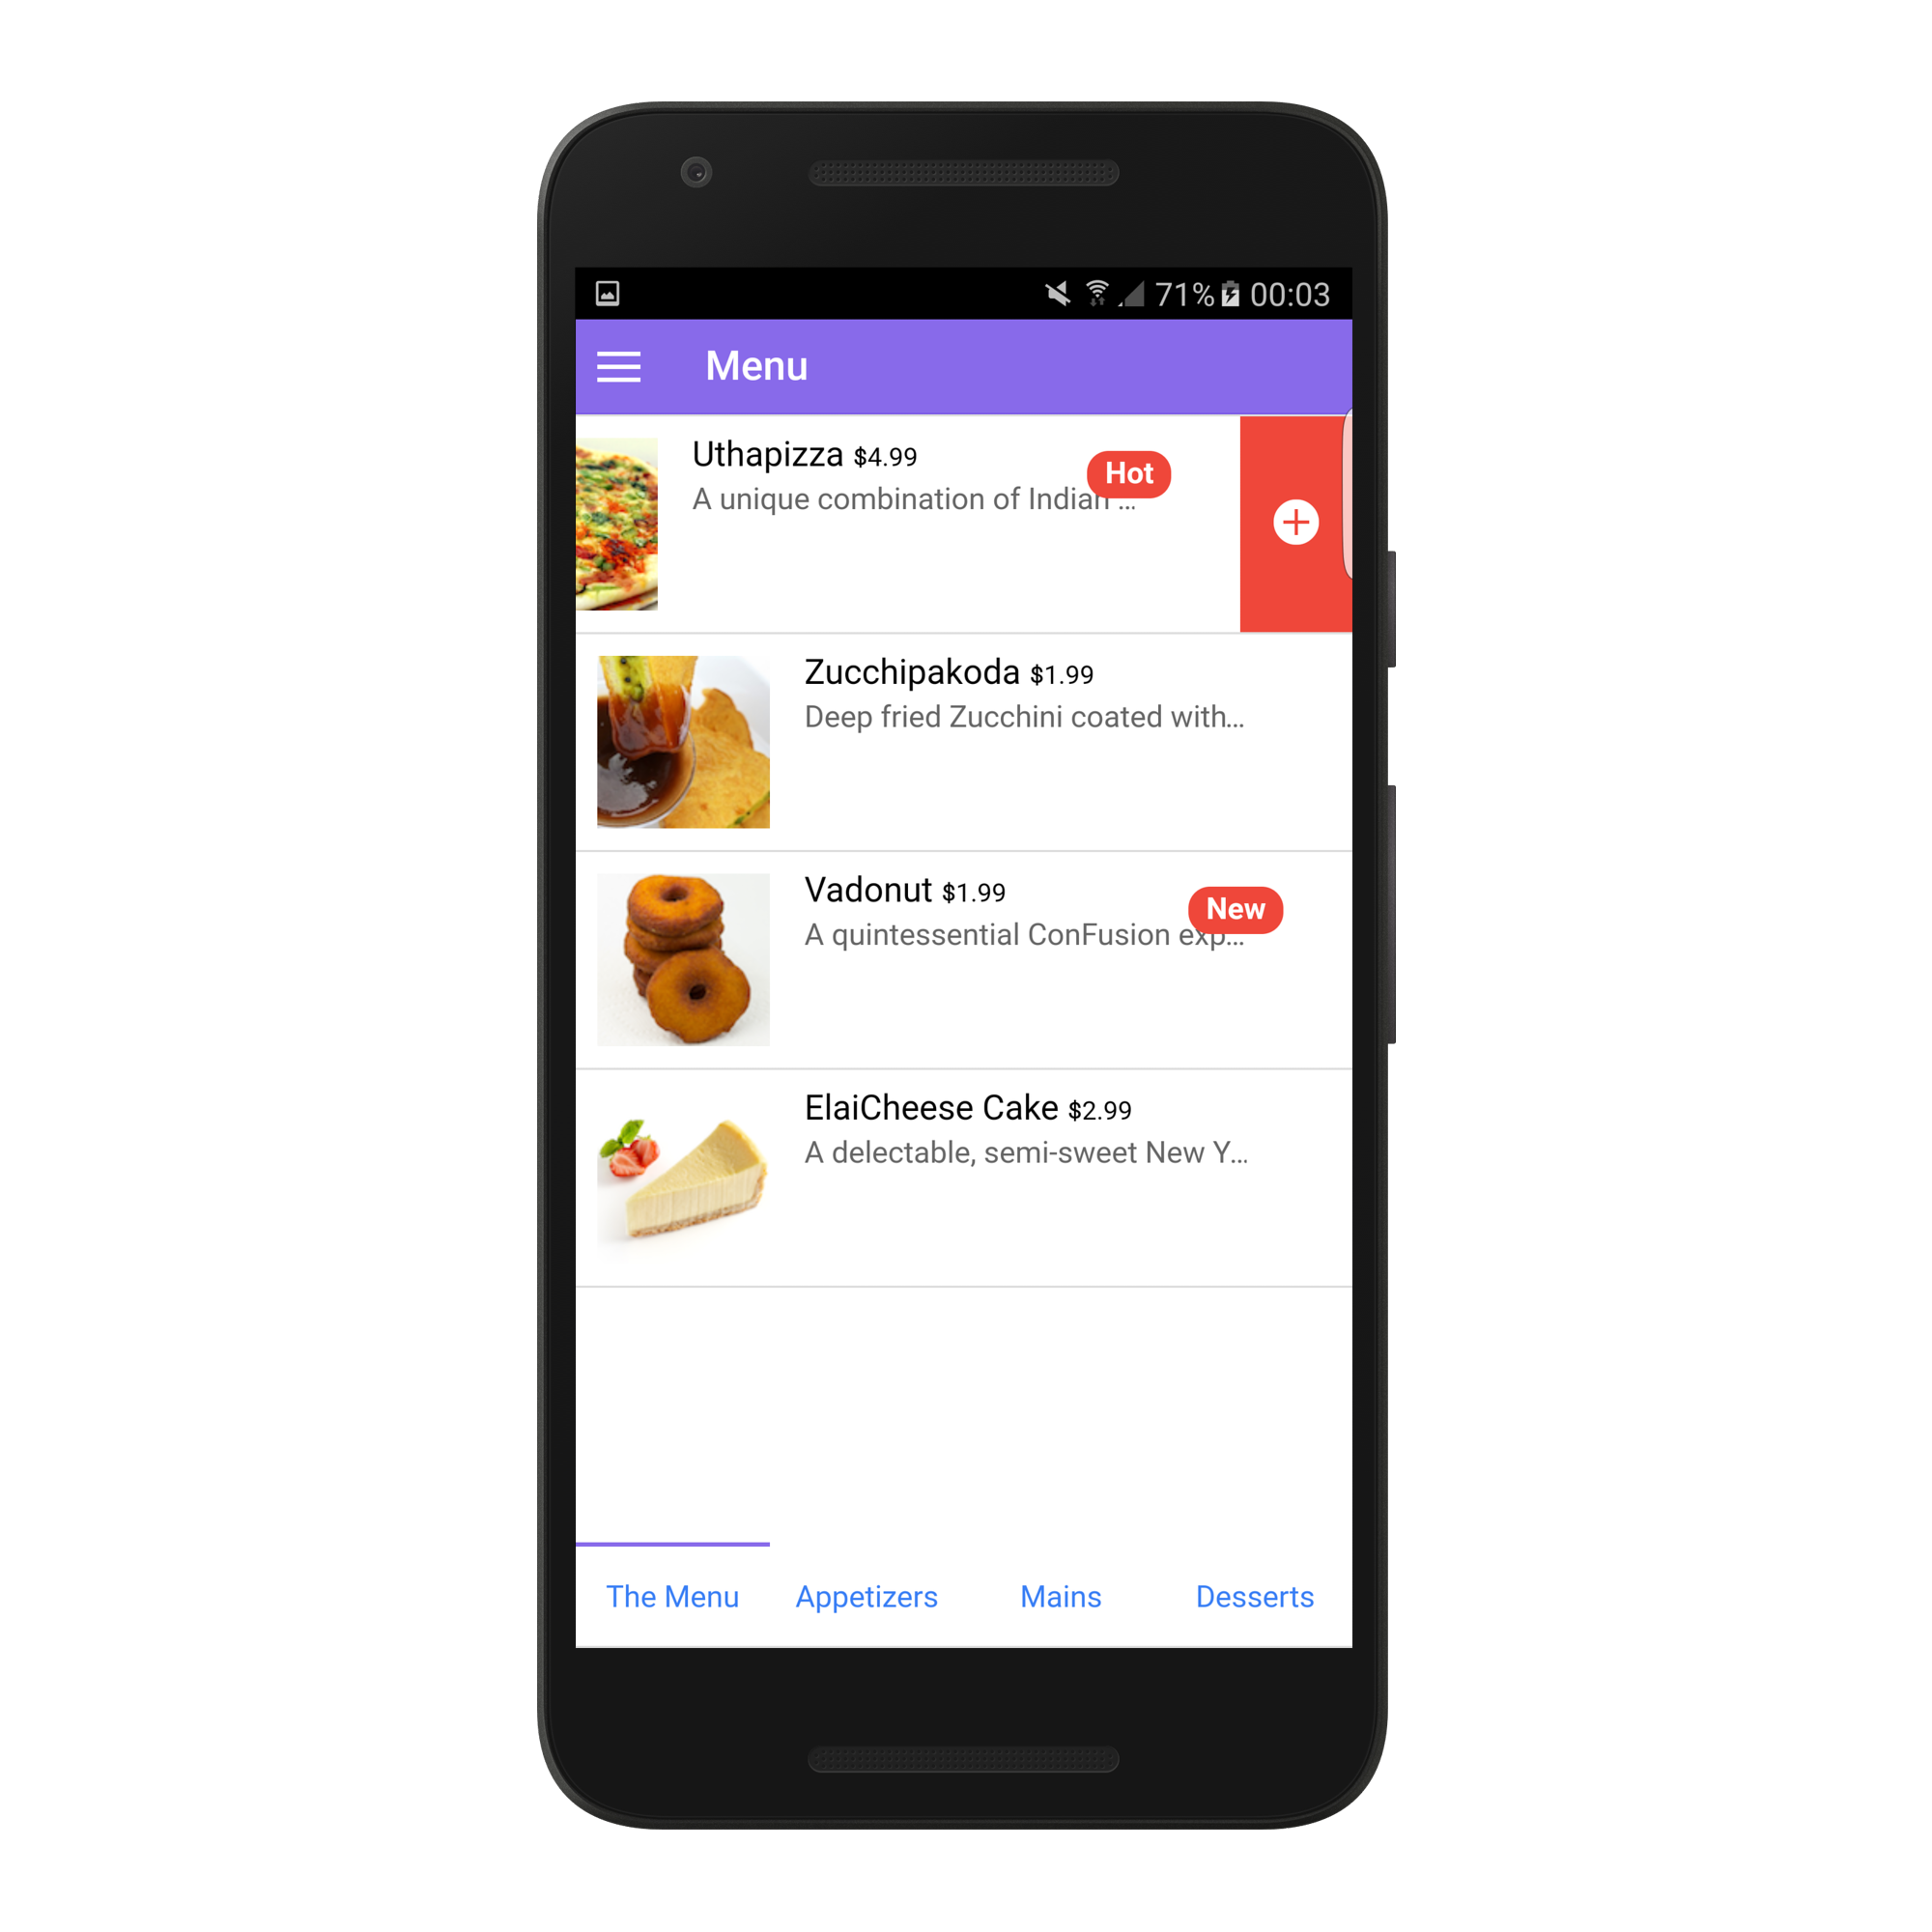 71% 00:03
Menu
Uthapizza $4.99
Hot
A unique combination of Indian ...
Zucchipakoda $1.99
Deep fried Zucchini coated with...
Vadonut $1.99
New
A quintessential ConFusion exp...
ElaiCheese Cake $2.99
A delectable, semi-sweet New Y...
The Menu Appetizers Mains Desserts